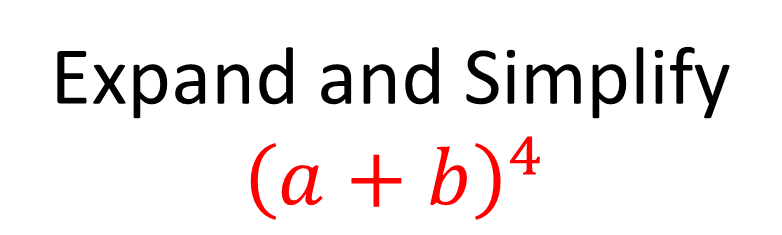 Expand and Simplify
(a + b)⁴